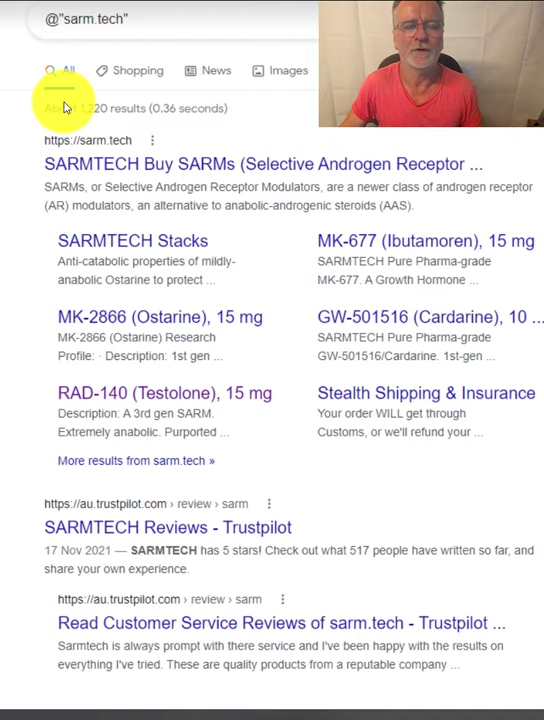 @"sarm.tech"
All Shopping News Images
About 1,220 results (0.36 seconds)
https://sarm.tech
SARMTECH Buy SARMs (Selective Androgen Receptor ...
SARMs, or Selective Androgen Receptor Modulators, are a newer class of androgen receptor
(AR) modulators, an alternative to anabolic-androgenic steroids (AAS).
SARMTECH Stacks
Anti-catabolic properties of mildly-
anabolic Ostarine to protect ...
MK-677 (Ibutamoren), 15 mg
SARMTECH Pure Pharma-grade
MK-677. A Growth Hormone ...
MK-2866 (Ostarine), 15 mg
MK-2866 (Ostarine) Research
Profile: · Description: 1st gen ...
GW-501516 (Cardarine), 10 ...
SARMTECH Pure Pharma-grade
GW-501516/Cardarine. 1st-gen ...
RAD-140 (Testolone), 15 mg
Description: A 3rd gen SARM.
Extremely anabolic. Purported ...
Stealth Shipping & Insurance
Your order WILL get through
Customs, or we'll refund your ...
More results from sarm.tech »
https://au.trustpilot.com › review › sarm
SARMTECH Reviews - Trustpilot
17 Nov 2021 — SARMTECH has 5 stars! Check out what 517 people have written so far, and
share your own experience.
https://au.trustpilot.com › review › sarm
Read Customer Service Reviews of sarm.tech - Trustpilot ...
Sarmtech is always prompt with there service and I've been happy with the results on
everything I've tried. These are quality products from a reputable company ...